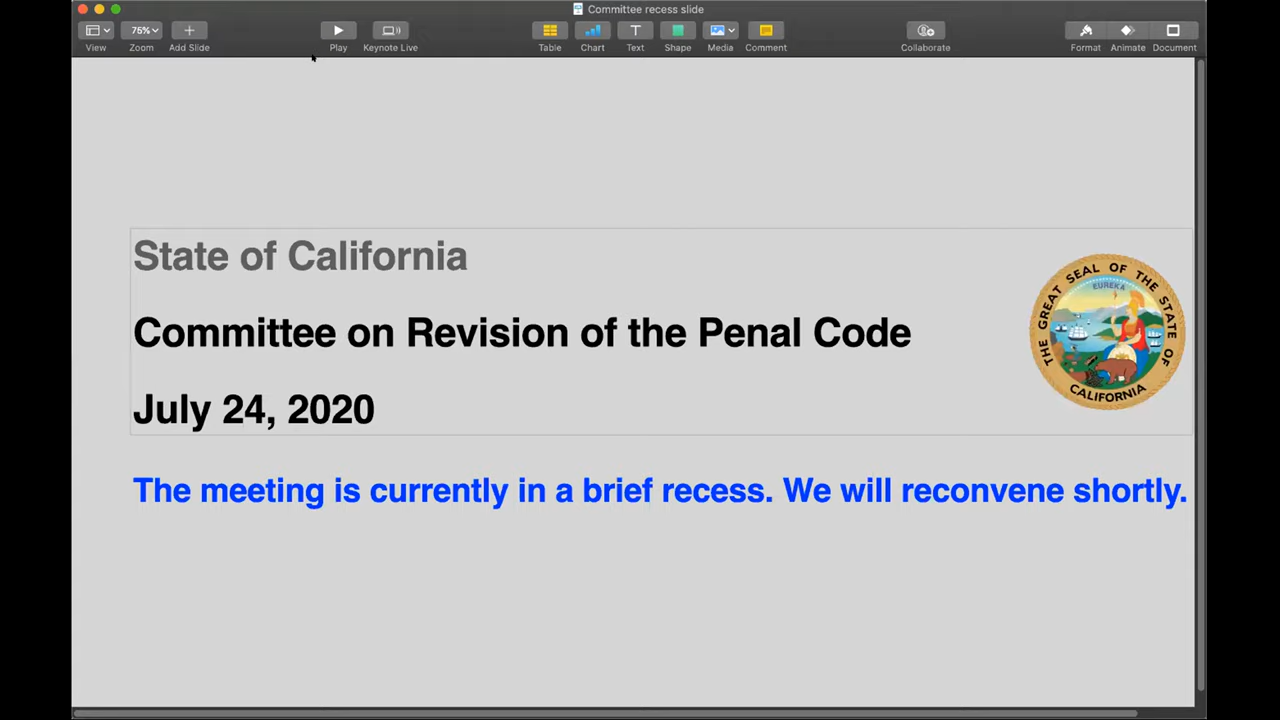 Committee recess slide
75%
View
Zoom
Add Slide
Play
Keynote Live
Table
Chart
Text
Shape
Media
Comment
Collaborate
Format
Animate
Document
State of California
Committee on Revision of the Penal Code
July 24, 2020
THE GREAT SEAL OF THE STATE OF CALIFORNIA
EUREKA
The meeting is currently in a brief recess. We will reconvene shortly.